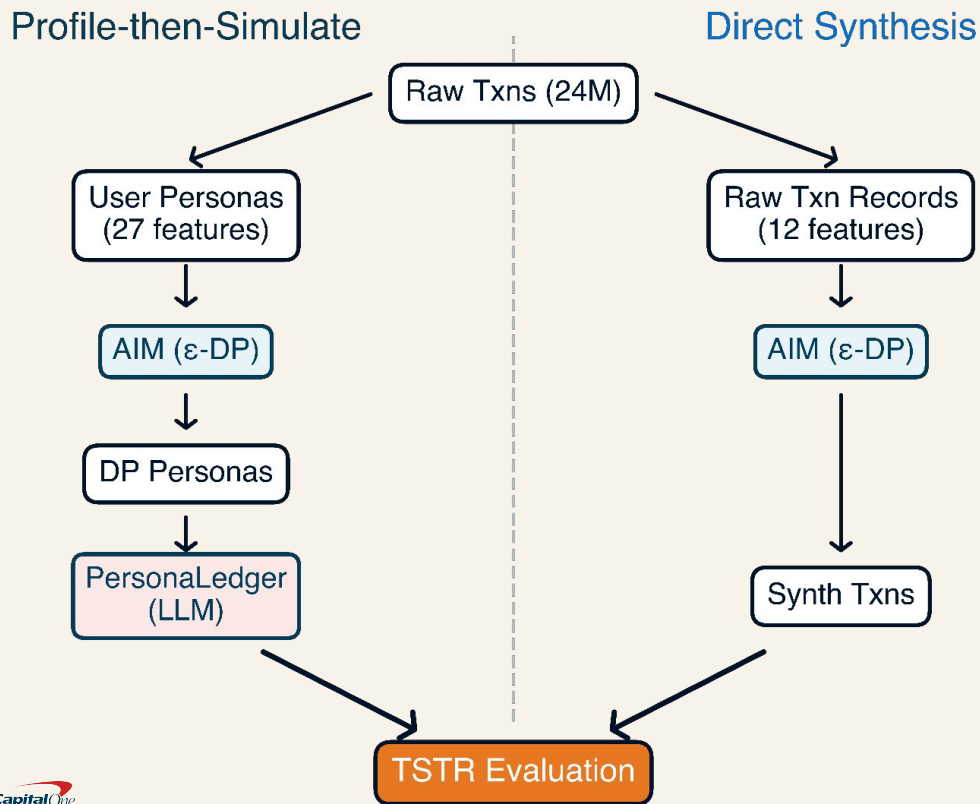 Profile-then-Simulate
Direct Synthesis
Raw Txns (24M)
User Personas
(27 features)
Raw Txn Records
(12 features)
AIM (ε-DP)
AIM (ε-DP)
DP Personas
PersonaLedger
(LLM)
Synth Txns
TSTR Evaluation
Capital One